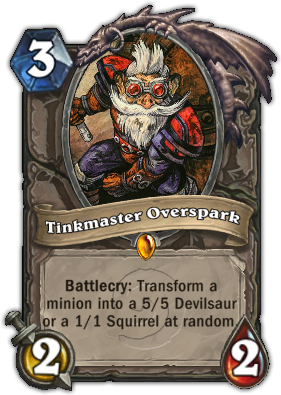 3
Tinkmaster Overspark
Battlecry: Transform a
minion into a 5/5 Devilsaur
or a 1/1 Squirrel at random
2
2